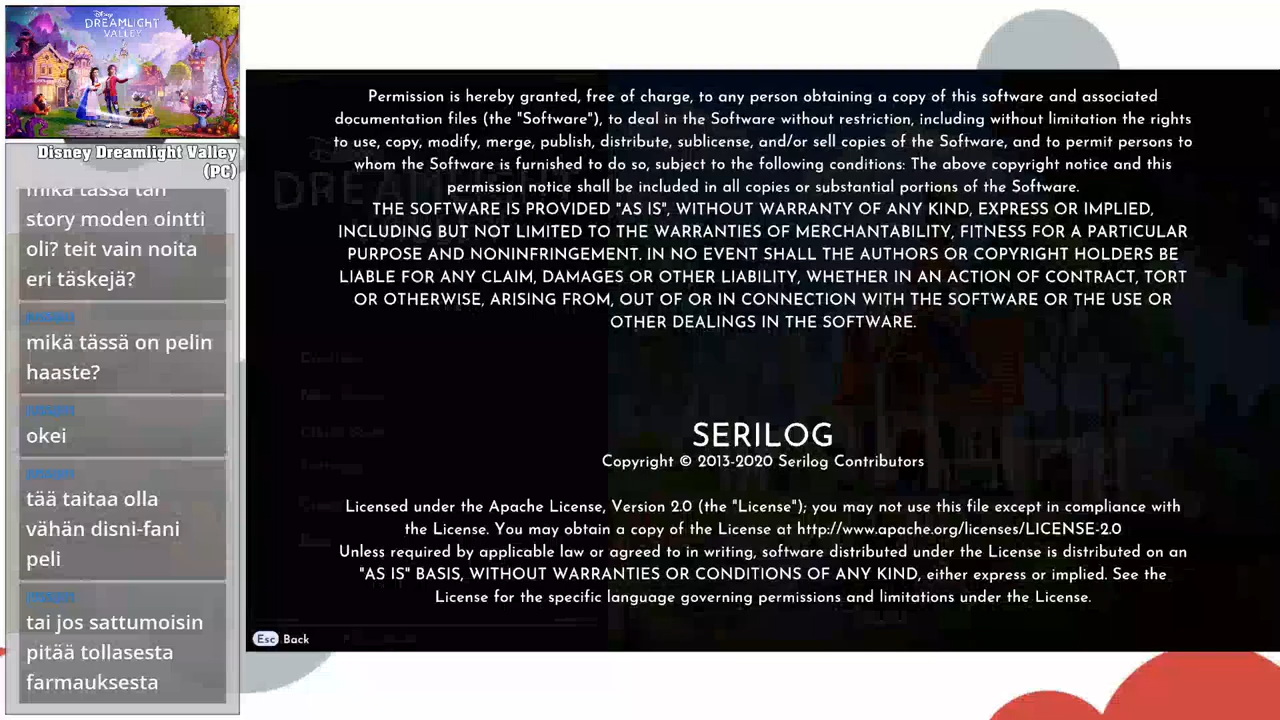 Disney
DREAMLIGHT
VALLEY
Disney Dreamlight Valley
(PC)
mikä tässä tän
story moden ointti
oli? teit vain noita
eri täskejä?
mikä tässä on pelin
haaste?
okei
tää taitaa olla
vähän disni-fani
peli
tai jos sattumoisin
pitää tollasesta
farmauksesta
Permission is hereby granted, free of charge, to any person obtaining a copy of this software and associated
documentation files (the "Software"), to deal in the Software without restriction, including without limitation the rights
to use, copy, modify, merge, publish, distribute, sublicense, and/or sell copies of the Software, and to permit persons to
whom the Software is furnished to do so, subject to the following conditions: The above copyright notice and this
permission notice shall be included in all copies or substantial portions of the Software.
THE SOFTWARE IS PROVIDED "AS IS", WITHOUT WARRANTY OF ANY KIND, EXPRESS OR IMPLIED,
INCLUDING BUT NOT LIMITED TO THE WARRANTIES OF MERCHANTABILITY, FITNESS FOR A PARTICULAR
PURPOSE AND NONINFRINGEMENT. IN NO EVENT SHALL THE AUTHORS OR COPYRIGHT HOLDERS BE
LIABLE FOR ANY CLAIM, DAMAGES OR OTHER LIABILITY, WHETHER IN AN ACTION OF CONTRACT, TORT
OR OTHERWISE, ARISING FROM, OUT OF OR IN CONNECTION WITH THE SOFTWARE OR THE USE OR
OTHER DEALINGS IN THE SOFTWARE.
SERILOG
Copyright © 2013-2020 Serilog Contributors
Licensed under the Apache License, Version 2.0 (the "License"); you may not use this file except in compliance with
the License. You may obtain a copy of the License at http://www.apache.org/licenses/LICENSE-2.0
Unless required by applicable law or agreed to in writing, software distributed under the License is distributed on an
"AS IS" BASIS, WITHOUT WARRANTIES OR CONDITIONS OF ANY KIND, either express or implied. See the
License for the specific language governing permissions and limitations under the License.
Esc Back